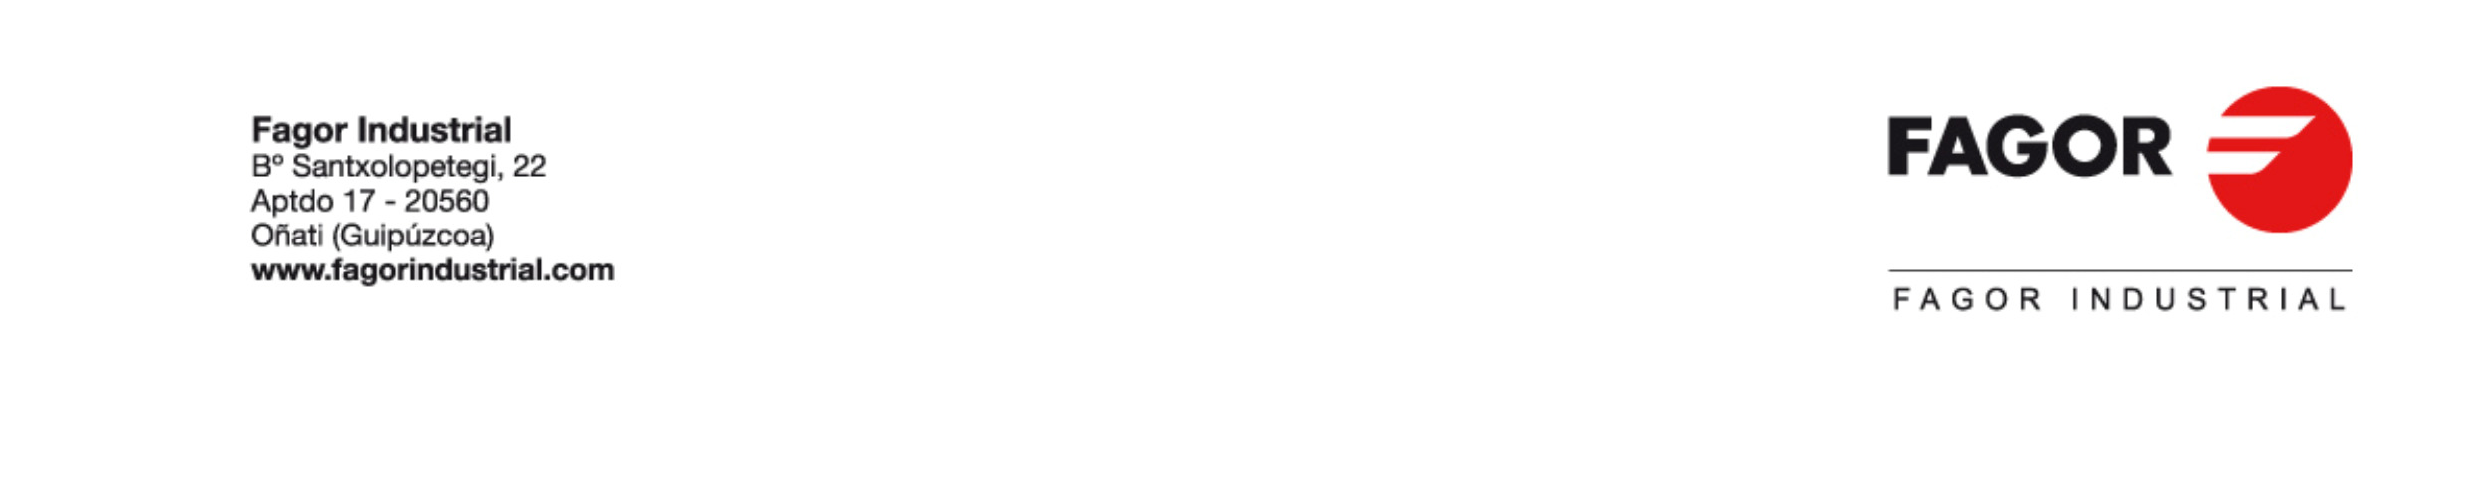 Fagor Industrial
Bº Santxolopetegi, 22
Aptdo 17 - 20560
Oñati (Guipúzcoa)
www.fagorindustrial.com
FAGOR
FAGOR INDUSTRIAL